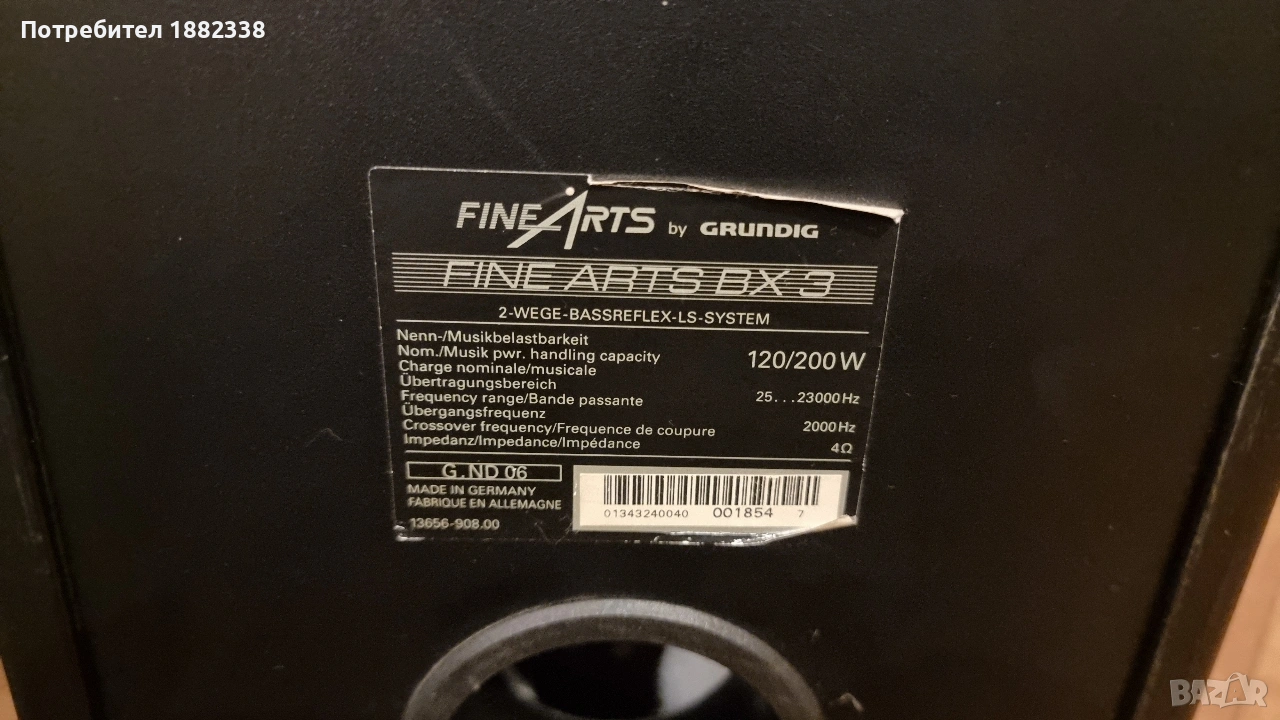 Потребител 1882338
FINE ARTS by GRUNDIG
FINE ARTS BX 3
2-WEGE-BASSREFLEX-LS-SYSTEM
Nenn-/Musikbelastbarkeit
Nom./Musik pwr. handling capacity 120/200 W
Charge nominale/musicale
Übertragungsbereich
Frequency range/Bande passante 25...23000 Hz
Übergangsfrequenz
Crossover frequency/Frequence de coupure 2000 Hz
Impedanz/Impedance/Impédance 4Ω
G.ND 06
MADE IN GERMANY
FABRIQUE EN ALLEMAGNE
13656-908.00
01343240040 001854 7
BAZAR